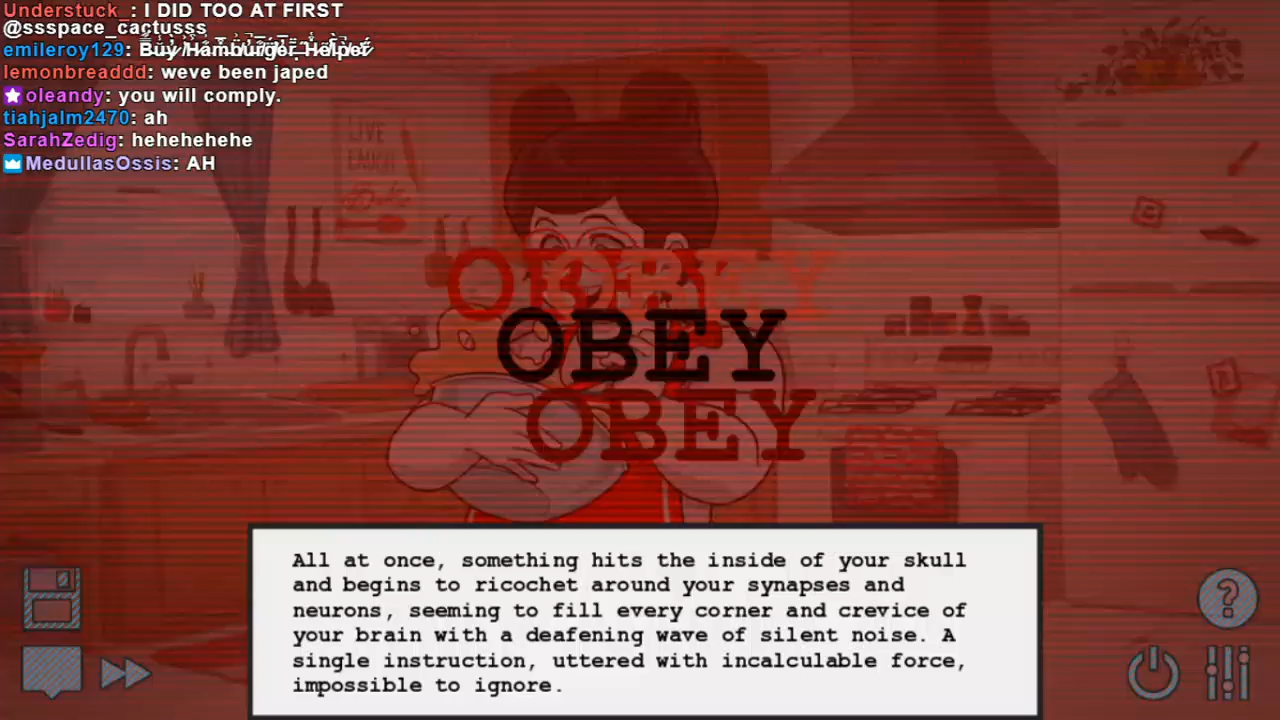 Understuck_: I DID TOO AT FIRST
@ssspace_cactusss
emileroy129: Buy Hamburger Helper
lemonbreaddd: weve been japed
oleandy: you will comply.
tiahjalm2470: ah
SarahZedig: hehehehehe
MedullasOssis: AH
LIVE
LAUGH
OBEY
OBEY
OBEY
All at once, something hits the inside of your skull
and begins to ricochet around your synapses and
neurons, seeming to fill every corner and crevice of
your brain with a deafening wave of silent noise. A
single instruction, uttered with incalculable force,
impossible to ignore.